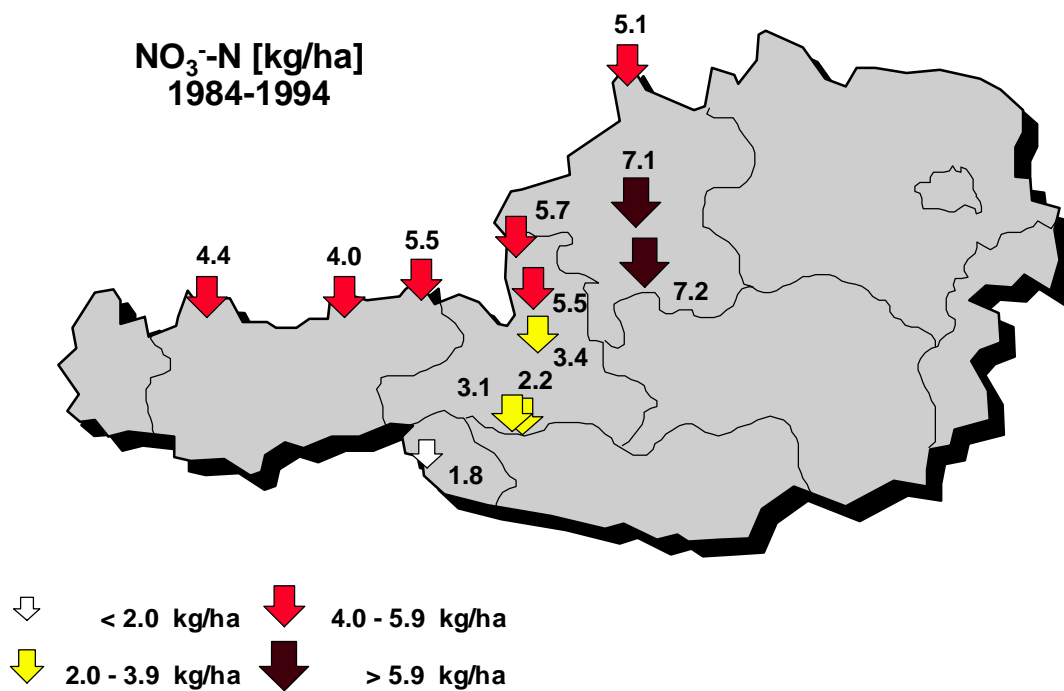 5.1
NO₃⁻-N [kg/ha]
1984-1994
7.1
5.7
5.5
4.4
4.0
7.2
5.5
3.4
3.1
2.2
1.8
< 2.0 kg/ha
4.0 - 5.9 kg/ha
2.0 - 3.9 kg/ha
> 5.9 kg/ha